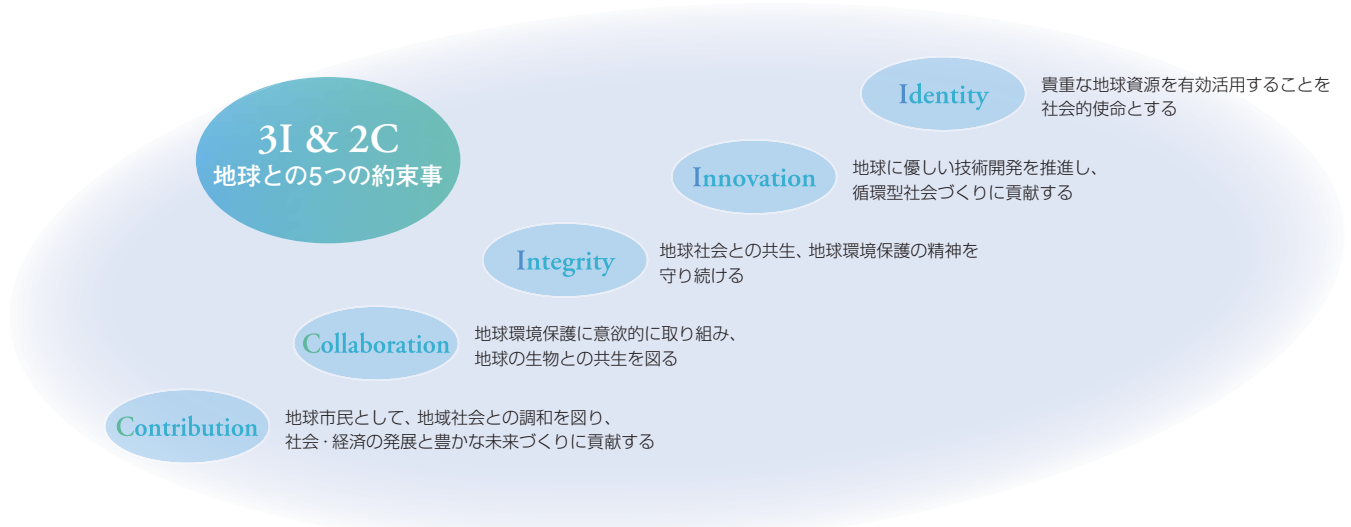 3I & 2C
地球との5つの約束事
Identity
貴重な地球資源を有効活用することを
社会的使命とする
Innovation
地球に優しい技術開発を推進し、
循環型社会づくりに貢献する
Integrity
地球社会との共生、地球環境保護の精神を
守り続ける
Collaboration
地球環境保護に意欲的に取り組み、
地球の生物との共生を図る
Contribution
地球市民として、地域社会との調和を図り、
社会・経済の発展と豊かな未来づくりに貢献する